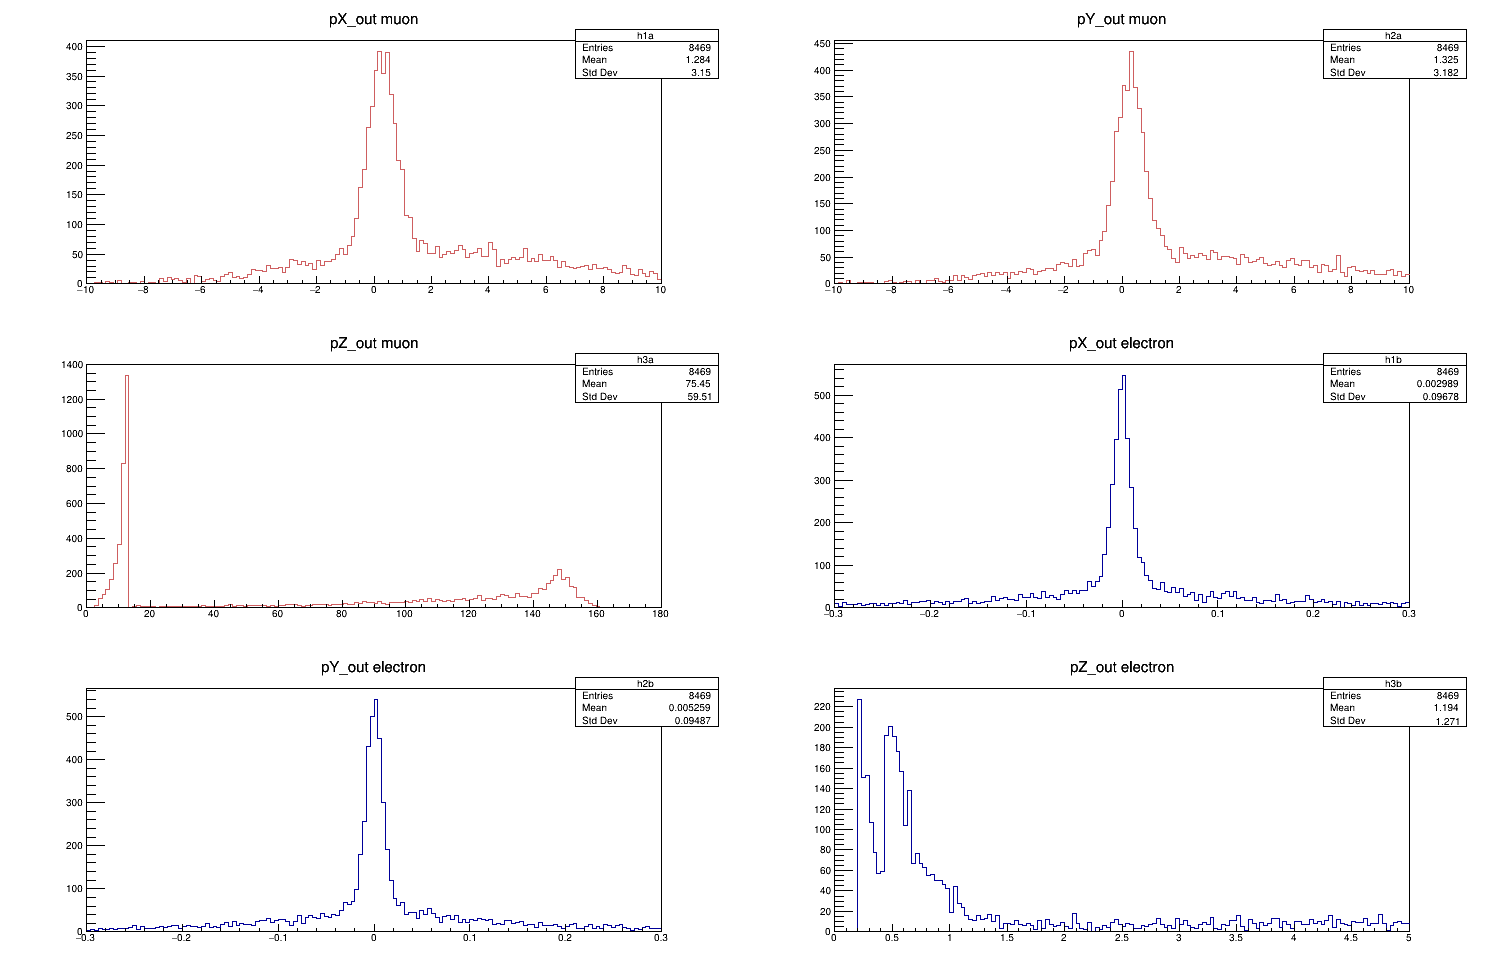 pX_out muon
h1a
Entries 8469
Mean 1.284
Std Dev 3.15
400
350
300
250
200
150
100
50
0
−10 −8 −6 −4 −2 0 2 4 6 8 10
pY_out muon
h2a
Entries 8469
Mean 1.325
Std Dev 3.182
450
400
350
300
250
200
150
100
50
0
−10 −8 −6 −4 −2 0 2 4 6 8 10
pZ_out muon
h3a
Entries 8469
Mean 75.45
Std Dev 59.51
1400
1200
1000
800
600
400
200
0
0 20 40 60 80 100 120 140 160 180
pX_out electron
h1b
Entries 8469
Mean 0.002989
Std Dev 0.09678
500
400
300
200
100
0
−0.3 −0.2 −0.1 0 0.1 0.2 0.3
pY_out electron
h2b
Entries 8469
Mean 0.005259
Std Dev 0.09487
500
400
300
200
100
0
−0.3 −0.2 −0.1 0 0.1 0.2 0.3
pZ_out electron
h3b
Entries 8469
Mean 1.194
Std Dev 1.271
220
200
180
160
140
120
100
80
60
40
20
0
0 0.5 1 1.5 2 2.5 3 3.5 4 4.5 5